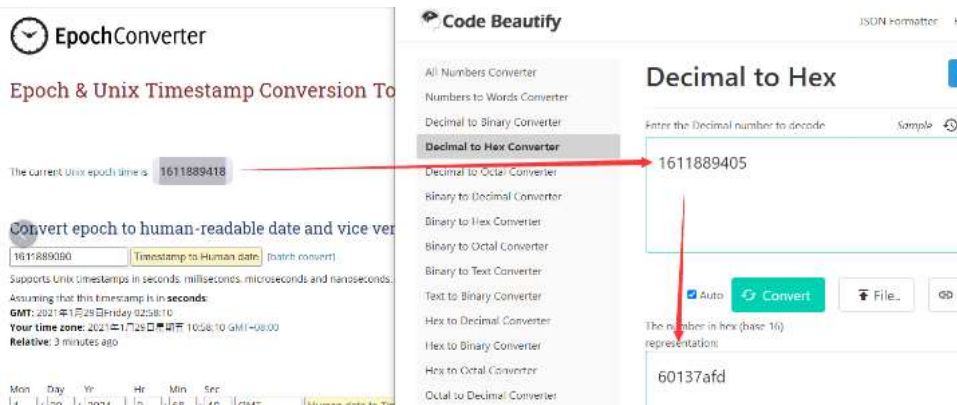 EpochConverter
Epoch & Unix Timestamp Conversion To
The current Unix epoch time is 1611889418
Convert epoch to human-readable date and vice ver
1611889090 Timestamp to Human date [batch convert]
Supports Unix timestamps in seconds, milliseconds, microseconds and nanoseconds.
Assuming that this timestamp is in seconds:
GMT: 2021年1月29日Friday 02:58:10
Your time zone: 2021年1月29日星期五 10:58:10 GMT+08:00
Relative: 3 minutes ago
Mon Day Yr Hr Min Sec
Code Beautify
JSON Formatter
All Numbers Converter
Numbers to Words Converter
Decimal to Binary Converter
Decimal to Hex Converter
Decimal to Octal Converter
Binary to Decimal Converter
Binary to Hex Converter
Binary to Octal Converter
Binary to Text Converter
Text to Binary Converter
Hex to Decimal Converter
Hex to Binary Converter
Hex to Octal Converter
Octal to Decimal Converter
Decimal to Hex
Enter the Decimal number to decode Sample
1611889405
Auto Convert File..
The number in hex (base 16)
representation:
60137afd